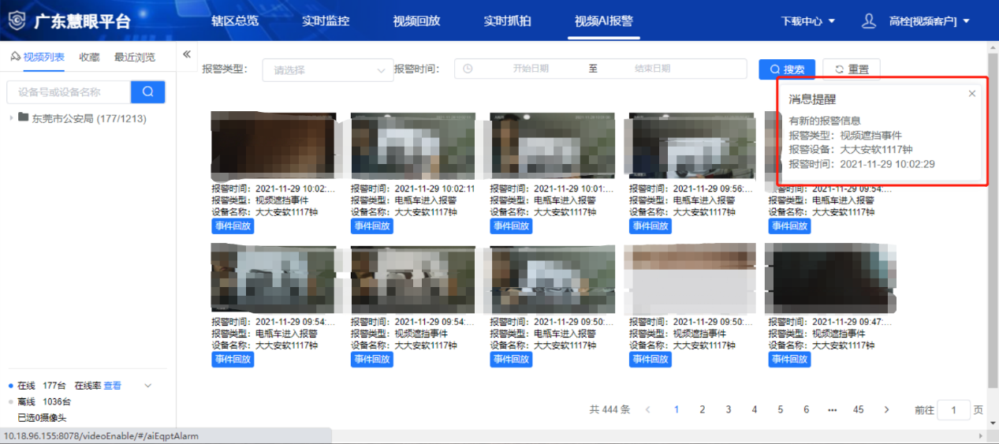 广东慧眼平台
辖区总览 实时监控 视频回放 实时抓拍 视频AI报警
下载中心 高栓[视频客户]
视频列表 收藏 最近浏览
设备号或设备名称
东莞市公安局 (177/1213)
报警类型： 请选择 报警时间： 开始日期 至 结束日期 搜索 重置
消息提醒
有新的报警信息
报警类型：视频遮挡事件
报警设备：大大安软1117钟
报警时间：2021-11-29 10:02:29
报警时间：2021-11-29 10:02:...
报警类型：视频遮挡事件
设备名称：大大安软1117钟
事件回放
报警时间：2021-11-29 10:02:11
报警类型：电瓶车进入报警
设备名称：大大安软1117钟
事件回放
报警时间：2021-11-29 10:01:...
报警类型：电瓶车进入报警
设备名称：大大安软1117钟
事件回放
报警时间：2021-11-29 09:56:...
报警类型：电瓶车进入报警
设备名称：大大安软1117钟
事件回放
报警时间：2021-11-29 09:54:...
报警类型：电瓶车进入报警
设备名称：大大安软1117钟
事件回放
报警时间：2021-11-29 09:54:...
报警类型：电瓶车进入报警
设备名称：大大安软1117钟
事件回放
报警时间：2021-11-29 09:54:...
报警类型：视频遮挡事件
设备名称：大大安软1117钟
事件回放
报警时间：2021-11-29 09:50:...
报警类型：电瓶车进入报警
设备名称：大大安软1117钟
事件回放
报警时间：2021-11-29 09:50:...
报警类型：视频遮挡事件
设备名称：大大安软1117钟
事件回放
报警时间：2021-11-29 09:47:...
报警类型：视频遮挡事件
设备名称：大大安软1117钟
事件回放
在线 177台 在线率 查看
离线 1036台
已选0摄像头
共 444 条 1 2 3 4 5 6 ••• 45 前往 1 页
10.18.96.155:8078/videoEnable/#/aiEqptAlarm